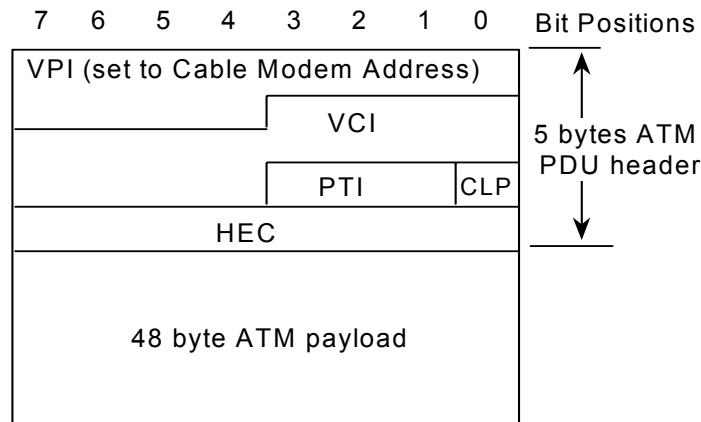 7 6 5 4 3 2 1 0 Bit Positions
VPI (set to Cable Modem Address)
VCI
5 bytes ATM
PDU header
PTI CLP
HEC
48 byte ATM payload